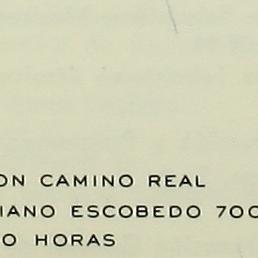 ON CAMINO REAL
IANO ESCOBEDO 700
O HORAS